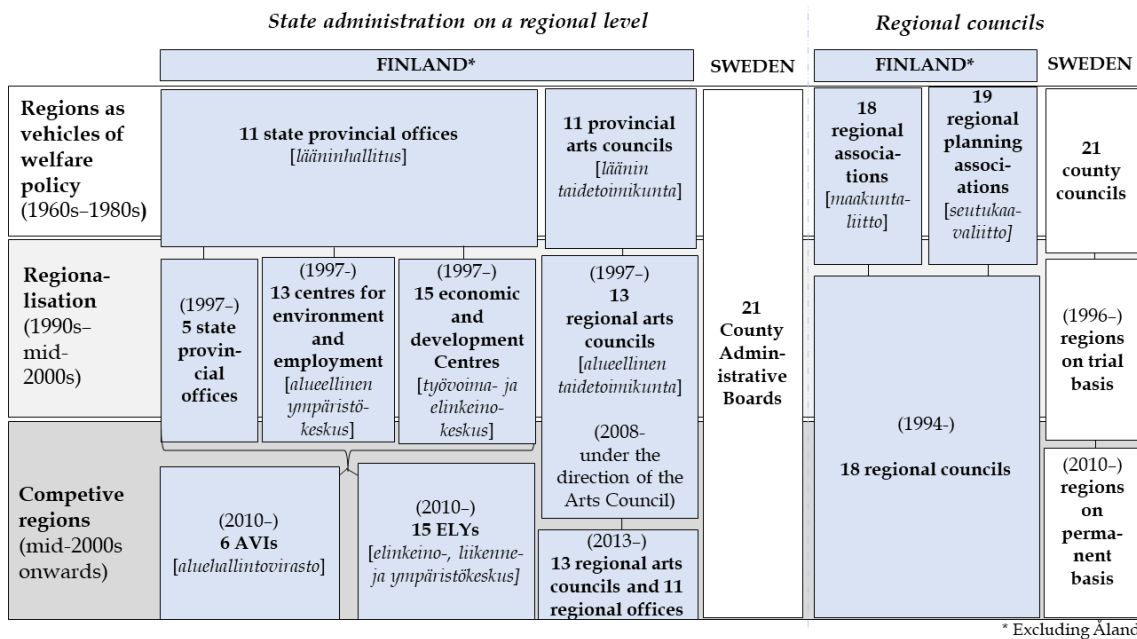 State administration on a regional level
Regional councils
FINLAND*
SWEDEN
FINLAND*
SWEDEN
Regions as
vehicles of
welfare
policy
(1960s–1980s)
11 state provincial offices
[lääninhallitus]
11 provincial
arts councils
[läänin
taidetoimikunta]
18
regional
associa-
tions
[maakunta-
liitto]
19
regional
planning
associ-
ations
[seutukaa-
valiitto]
21
county
councils
Regiona-
lisation
(1990s–
mid-
2000s)
(1997–)
5 state
provin-
cial
offices
(1997-)
13 centres for
environment
and
employment
[alueellinen
ympäristö-
keskus]
(1997–)
15 economic
and
development
Centres
[työvoima- ja
elinkeino-
keskus]
(1997–)
13
regional arts
councils
[alueellinen
taidetoimikunta]
(2008-
under the
direction of the
Arts Council)
21
County
Admin-
istrative
Boards
(1994-)
18 regional councils
(1996–)
regions
on trial
basis
Competive
regions
(mid-2000s
onwards)
(2010–)
6 AVIs
[aluehallintovirasto]
(2010–)
15 ELYs
[elinkeino-, liikenne-
ja ympäristökeskus]
(2013–)
13 regional arts
councils and 11
regional offices
(2010–)
regions
on
perma-
nent
basis
* Excluding Åland